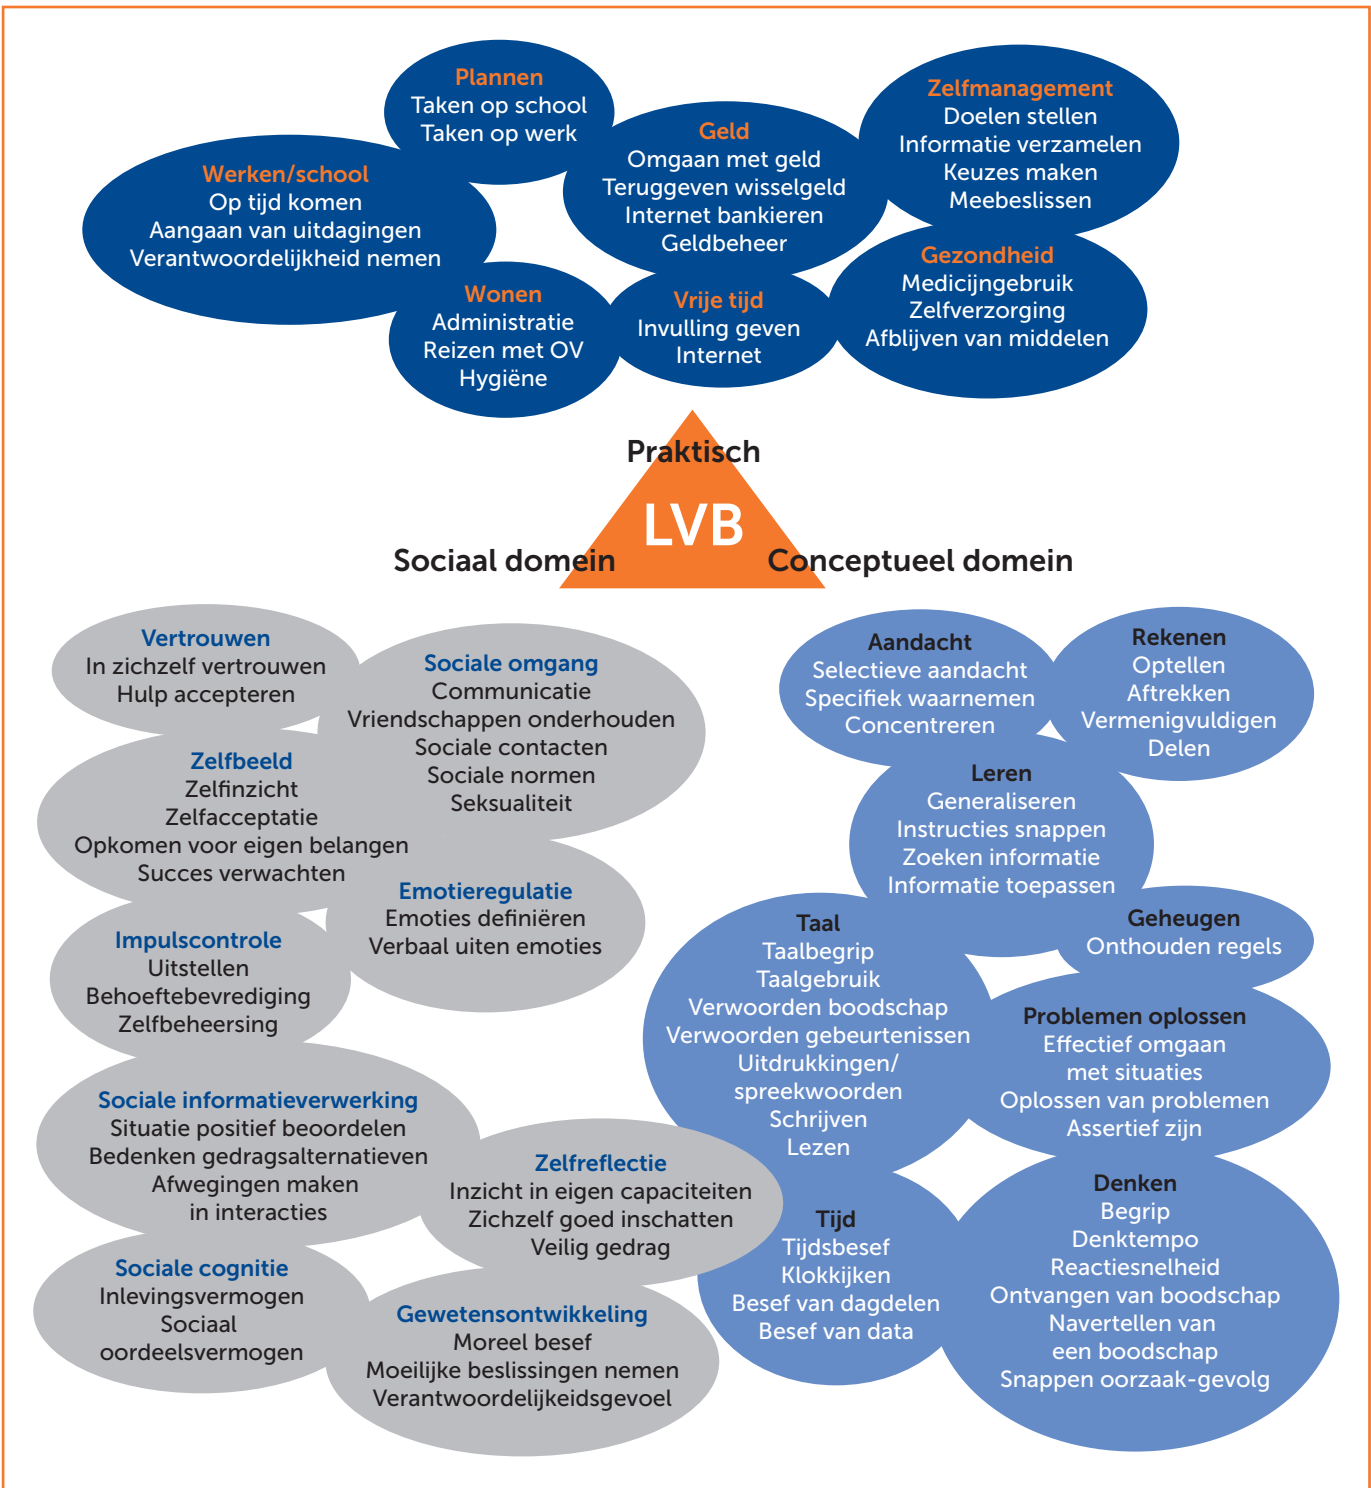 Plannen
Taken op school
Taken op werk
Werken/school
Op tijd komen
Aangaan van uitdagingen
Verantwoordelijkheid nemen
Geld
Omgaan met geld
Teruggeven wisselgeld
Internet bankieren
Geldbeheer
Zelfmanagement
Doelen stellen
Informatie verzamelen
Keuzes maken
Meebeslissen
Wonen
Administratie
Reizen met OV
Hygiëne
Vrije tijd
Invulling geven
Internet
Gezondheid
Medicijngebruik
Zelfverzorging
Afblijven van middelen
Praktisch
LVB
Sociaal domein
Conceptueel domein
Vertrouwen
In zichzelf vertrouwen
Hulp accepteren
Sociale omgang
Communicatie
Vriendschappen onderhouden
Sociale contacten
Sociale normen
Seksualiteit
Zelfbeeld
Zelfinzicht
Zelfacceptatie
Opkomen voor eigen belangen
Succes verwachten
Emotieregulatie
Emoties definiëren
Verbaal uiten emoties
Impulscontrole
Uitstellen
Behoeftebevrediging
Zelfbeheersing
Sociale informatieverwerking
Situatie positief beoordelen
Bedenken gedragsalternatieven
Afwegingen maken
in interacties
Zelfreflectie
Inzicht in eigen capaciteiten
Zichzelf goed inschatten
Veilig gedrag
Sociale cognitie
Inlevingsvermogen
Sociaal
oordeelsvermogen
Gewetensontwikkeling
Moreel besef
Moeilijke beslissingen nemen
Verantwoordelijkeidsgevoel
Aandacht
Selectieve aandacht
Specifiek waarnemen
Concentreren
Rekenen
Optellen
Aftrekken
Vermenigvuldigen
Delen
Leren
Generaliseren
Instructies snappen
Zoeken informatie
Informatie toepassen
Taal
Taalbegrip
Taalgebruik
Verwoorden boodschap
Verwoorden gebeurtenissen
Uitdrukkingen/
spreekwoorden
Schrijven
Lezen
Geheugen
Onthouden regels
Problemen oplossen
Effectief omgaan
met situaties
Oplossen van problemen
Assertief zijn
Tijd
Tijdsbesef
Klokkijken
Besef van dagdelen
Besef van data
Denken
Begrip
Denktempo
Reactiesnelheid
Ontvangen van boodschap
Navertellen van
een boodschap
Snappen oorzaak-gevolg